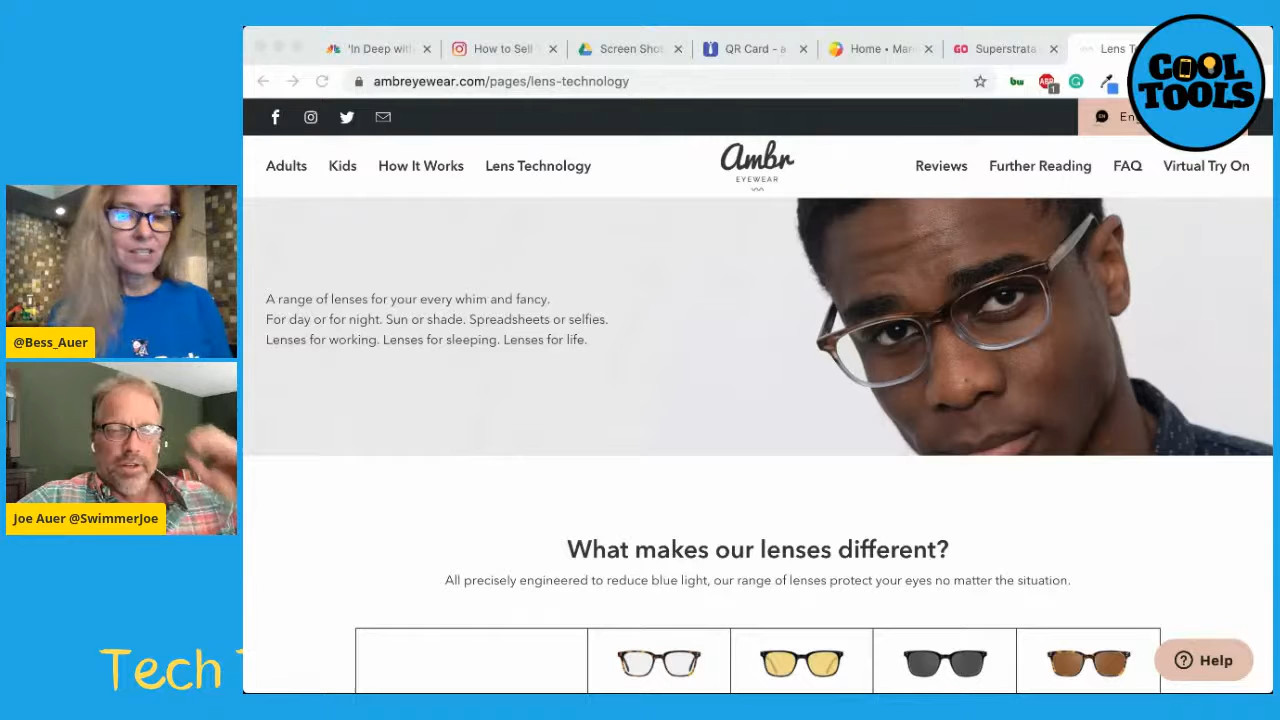 'In Deep with
How to Sell
Screen Shot
QR Card - a
Home • Mar
Superstrata
Lens T
COOL
TOOLS
ambreyewear.com/pages/lens-technology
Adults
Kids
How It Works
Lens Technology
Ambr
EYEWEAR
Reviews
Further Reading
FAQ
Virtual Try On
A range of lenses for your every whim and fancy.
For day or for night. Sun or shade. Spreadsheets or selfies.
Lenses for working. Lenses for sleeping. Lenses for life.
@Bess_Auer
Joe Auer @SwimmerJoe
What makes our lenses different?
All precisely engineered to reduce blue light, our range of lenses protect your eyes no matter the situation.
Tech
Help